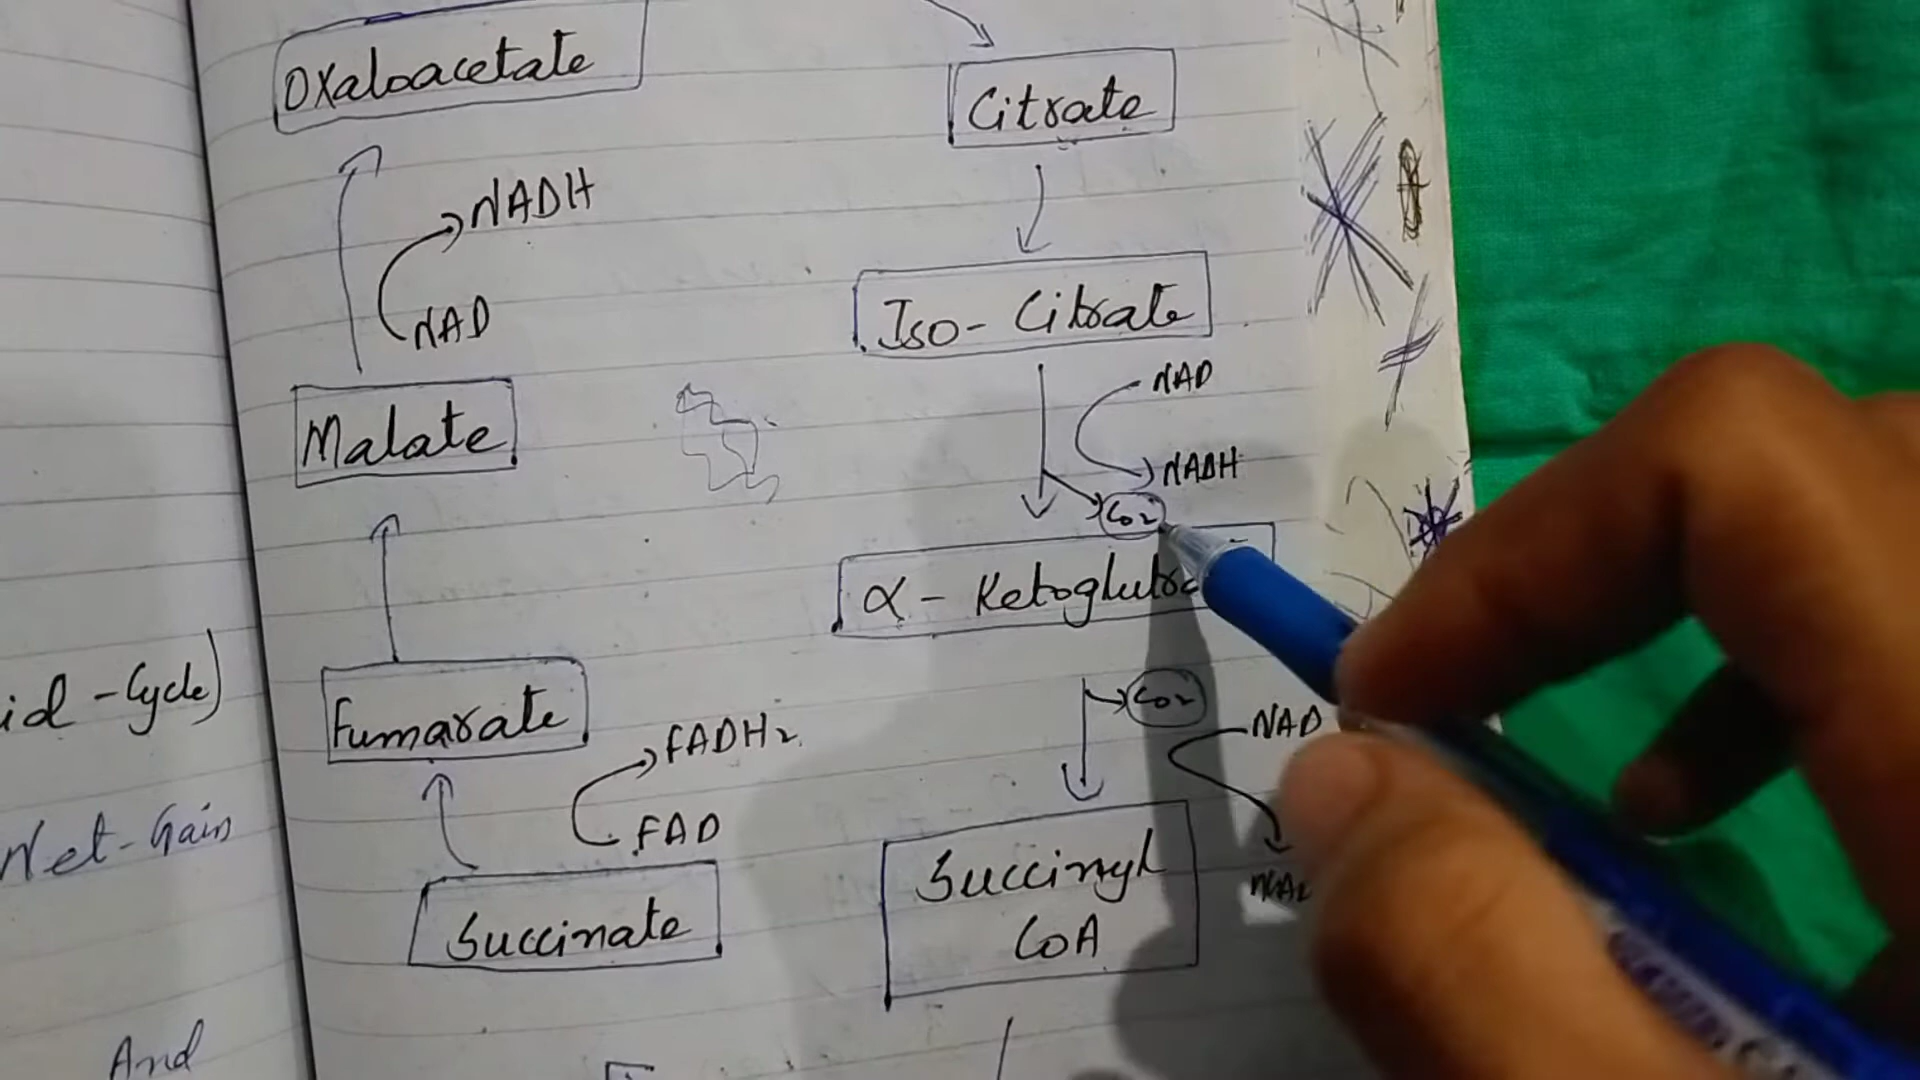 Oxaloacetate
Citrate
NADH
NAD
Iso-Citrate
NAD
NADH
Malate
CO2
α-Ketogluta
CO2
NAD
id-Cycle)
Fumarate
FADH2
FAD
Net-Gain
Succinyl
CoA
Succinate
And